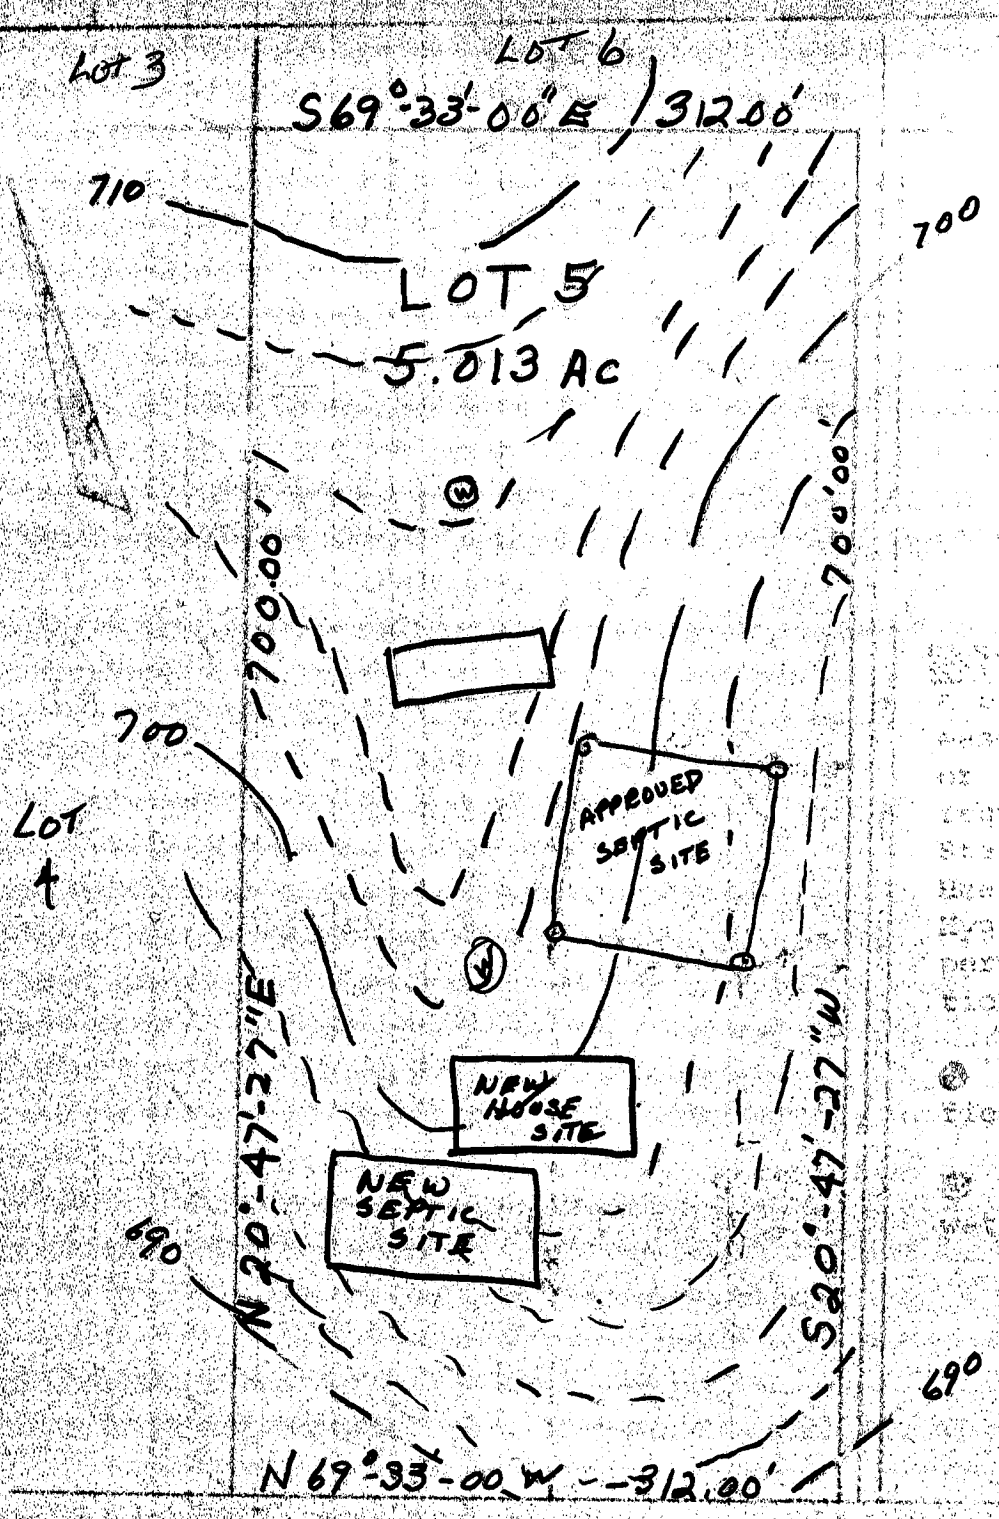 LOT 3
LOT 6
S69°-33'-00"E
312.00'
710
700
LOT 5
5.013 Ac
W
700.00'
700.00'
700
LOT
4
APPROVED
SEPTIC
SITE
W
NEW
HOUSE
SITE
NEW
SEPTIC
SITE
N 20°-47'-27"E
S20°-47'-27"W
690
690
N 69°-33-00 W - -312.00'